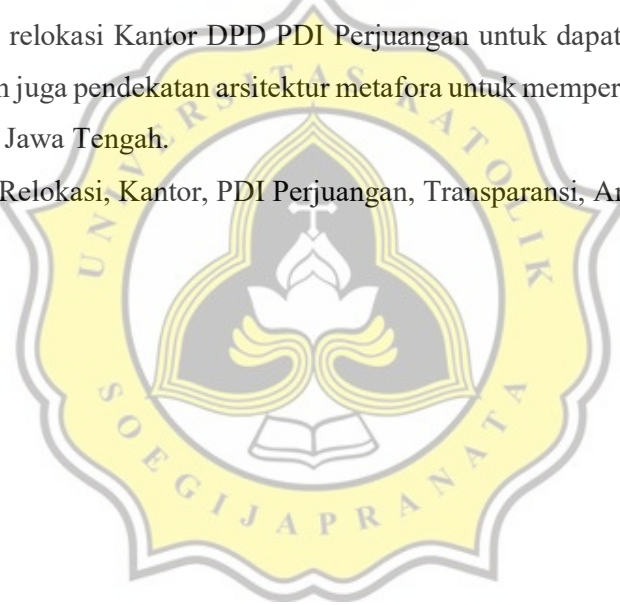 relokasi Kantor DPD PDI Perjuangan untuk dapat
juga pendekatan arsitektur metafora untuk memper
Jawa Tengah.
Relokasi, Kantor, PDI Perjuangan, Transparansi,
UNIVERSITAS KATOLIK
SOEGIJAPRANATA